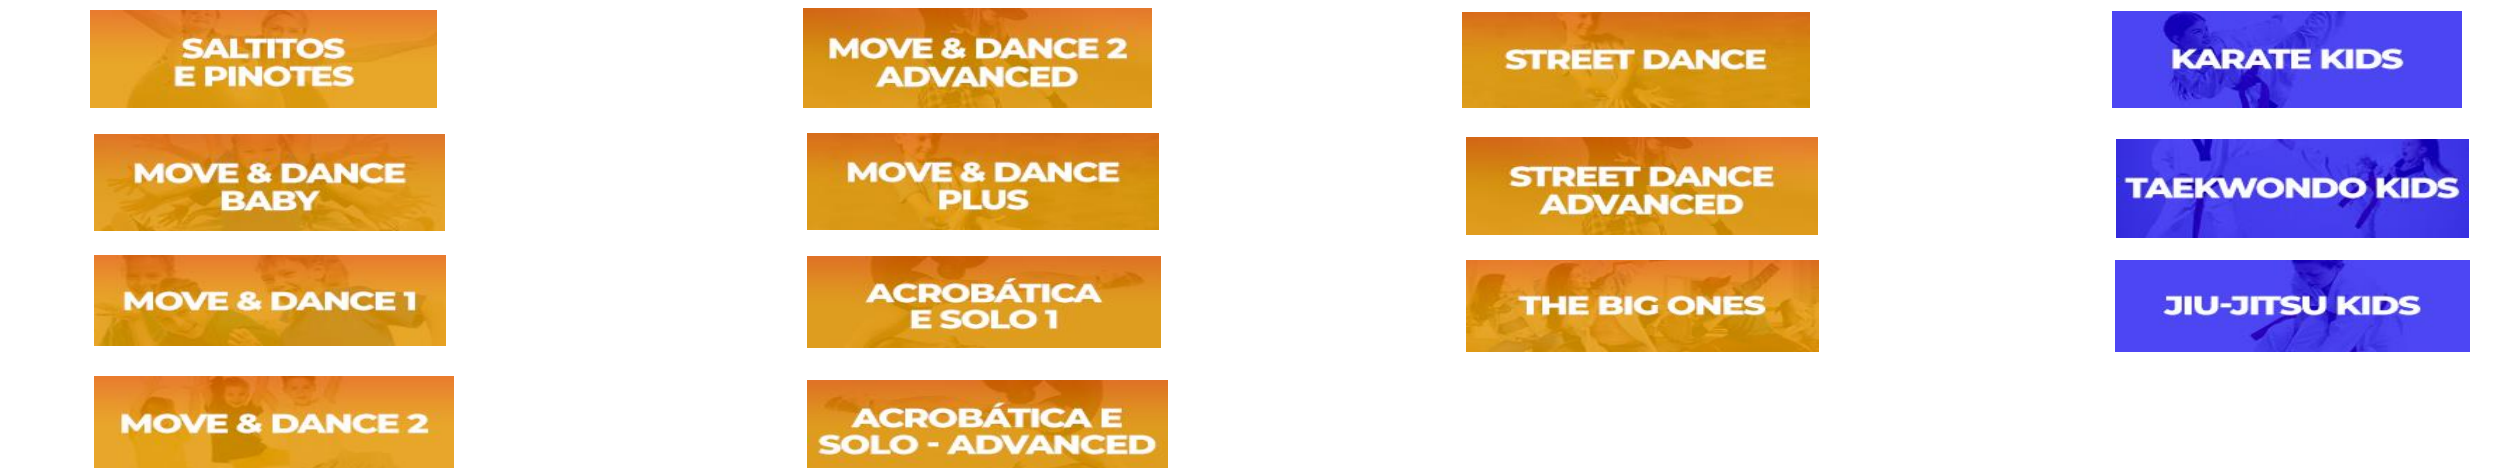 SALTITOS
E PINOTES
MOVE & DANCE
BABY
MOVE & DANCE 1
MOVE & DANCE 2
MOVE & DANCE 2
ADVANCED
MOVE & DANCE
PLUS
ACROBÁTICA
E SOLO 1
ACROBÁTICA E
SOLO - ADVANCED
STREET DANCE
STREET DANCE
ADVANCED
THE BIG ONES
KARATE KIDS
TAEKWONDO KIDS
JIU-JITSU KIDS